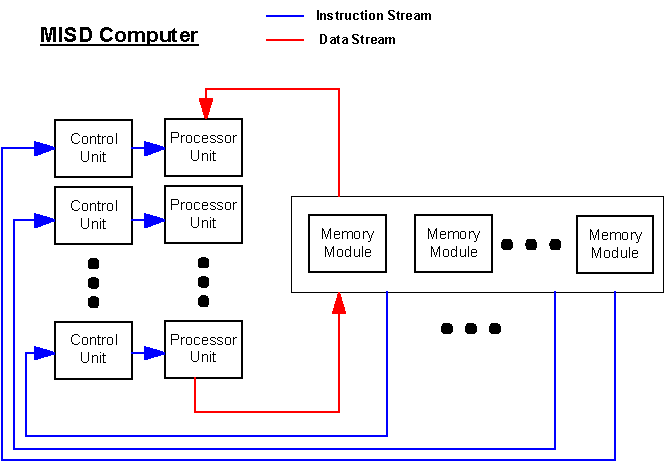 MISD Computer
Instruction Stream
Data Stream
Control
Unit
Processor
Unit
Control
Unit
Processor
Unit
Memory
Module
Memory
Module
Memory
Module
Control
Unit
Processor
Unit